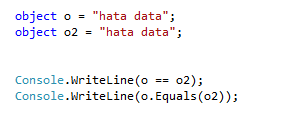 object o = "hata data";
object o2 = "hata data";
Console.WriteLine(o == o2);
Console.WriteLine(o.Equals(o2));